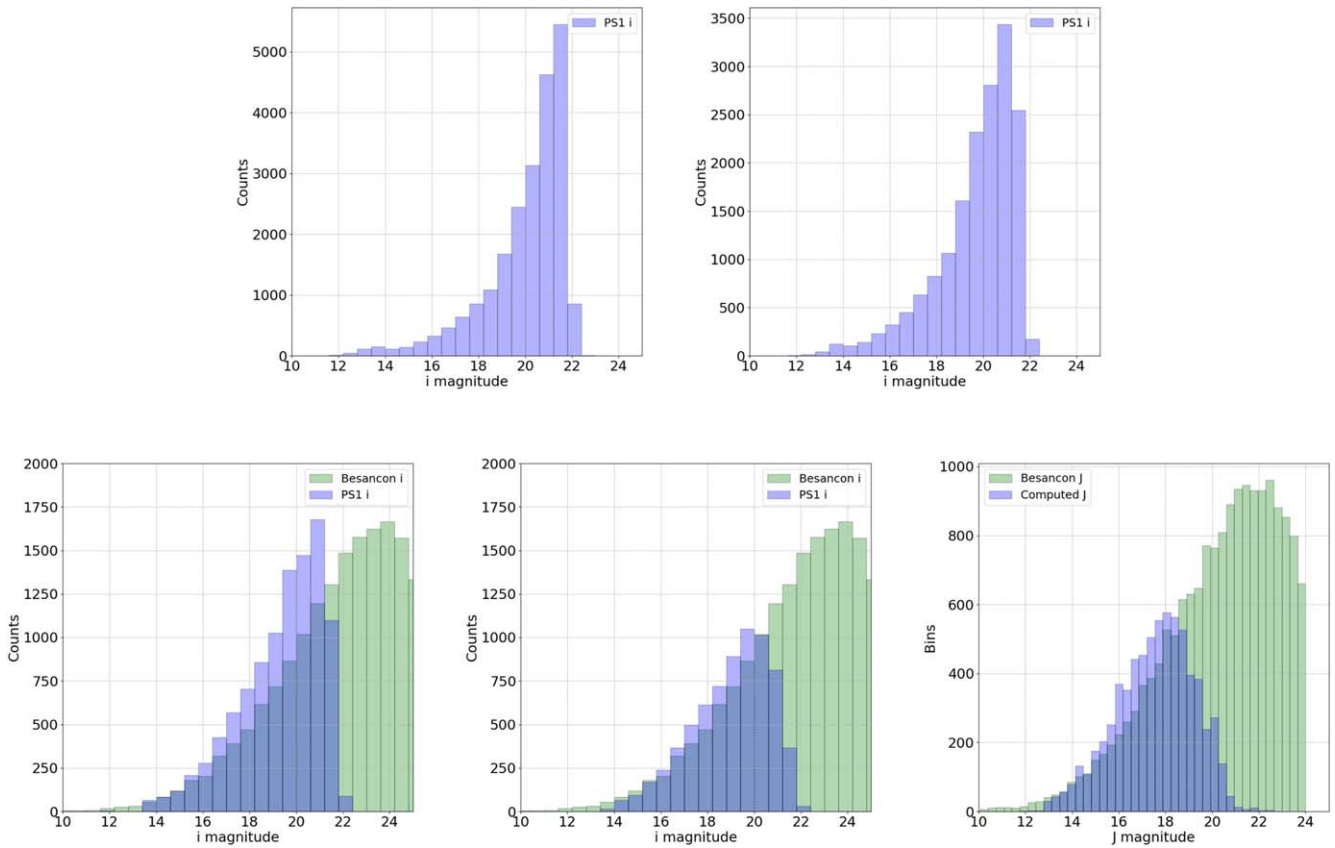 PS1 i
5000
4000
3000
2000
1000
0
Counts
10 12 14 16 18 20 22 24
i magnitude
PS1 i
3500
3000
2500
2000
1500
1000
500
0
Counts
10 12 14 16 18 20 22 24
i magnitude
Besancon i
PS1 i
2000
1750
1500
1250
1000
750
500
250
0
Counts
10 12 14 16 18 20 22 24
i magnitude
Besancon i
PS1 i
2000
1750
1500
1250
1000
750
500
250
0
Counts
10 12 14 16 18 20 22 24
i magnitude
Besancon J
Computed J
1000
800
600
400
200
0
Bins
10 12 14 16 18 20 22 24
J magnitude